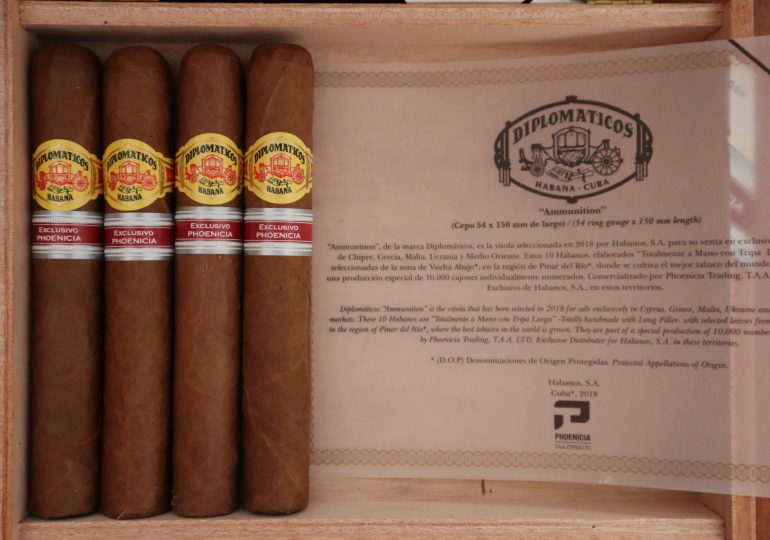 DIPLOMATICOS
HABANA
EXCLUSIVO
PHOENICIA
DIPLOMATICOS
HABANA
EXCLUSIVO
PHOENICIA
DIPLOMATICOS
HABANA
EXCLUSIVO
PHOENICIA
DIPLOMATICOS
HABANA
EXCLUSIVO
PHOENICIA
DIPLOMATICOS
HABANA - CUBA
"Ammunition"
(Cepo 54 x 150 mm de largo) / (54 ring gauge x 150 mm length)
"Ammunition", de la marca Diplomáticos, es la vitola seleccionada en 2018 por Habanos, S.A. para su venta en exclusiv
de Chipre, Grecia, Malta, Ucrania y Medio Oriente. Estos 10 Habanos, elaborados "Totalmente a Mano con Tripa
seleccionadas de la zona de Vuelta Abajo*, en la región de Pinar del Río*, donde se cultiva el mejor tabaco del mundo
una producción especial de 10.000 cajones individualmente numerados. Comercializado por Phoenicia Trading, T.A.A.
Exclusivo de Habanos, S.A., en estos territorios.
Diplomáticos "Ammunition" is the vitola that has been selected in 2018 for sale exclusively in Cyprus, Greece, Malta, Ukraine and
markets. These 10 Habanos are "Totalmente a Mano con Tripa Larga" -Totally handmade with Long Filler- with selected leaves from
in the region of Pinar del Río*, where the best tobacco in the world is grown. They are part of a special production of 10,000 number
by Phoenicia Trading, T.A.A. LTD, Exclusive Distributor for Habanos, S.A. in these territories.
* (D.O.P) Denominaciones de Origen Protegidas. Protected Appellations of Origin.
Habanos, S.A.
Cuba*, 2018
PHOENICIA
T.A.A. CYPRUS LTD